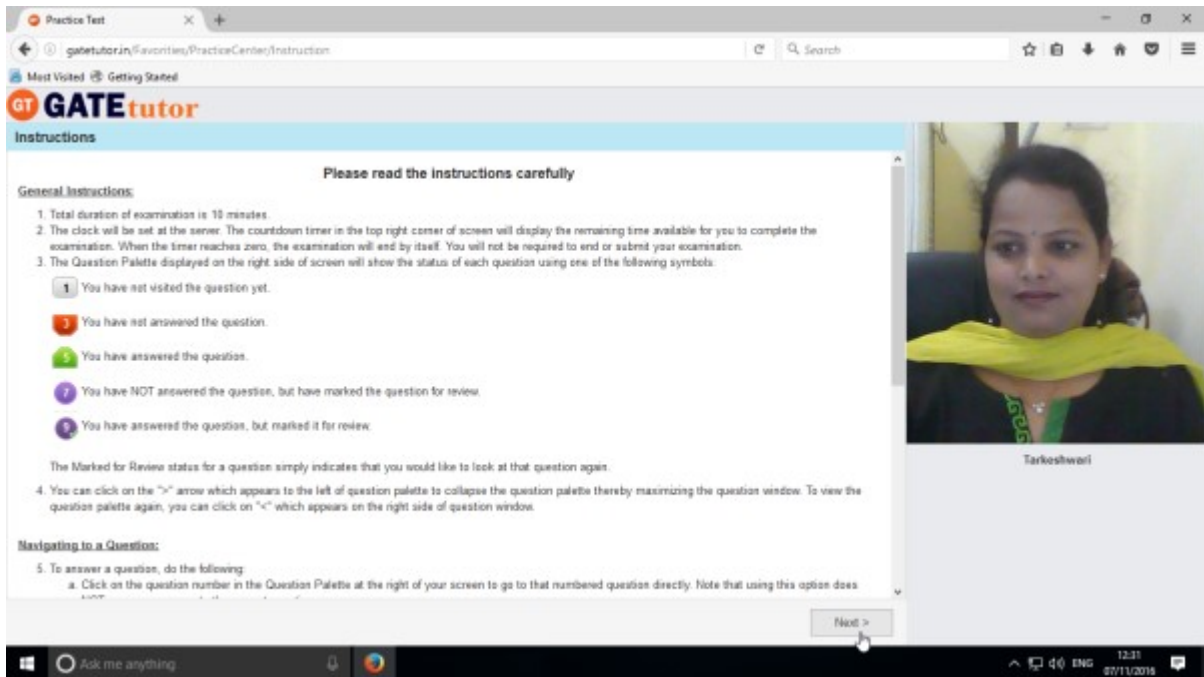 Practice Test
gatetutor.in/Favorities/PracticeCenter/Instruction
Search
Most Visited
Getting Started
GT GATEtutor
Instructions
Please read the instructions carefully
General Instructions:
1. Total duration of examination is 10 minutes.
2. The clock will be set at the server. The countdown timer in the top right corner of screen will display the remaining time available for you to complete the
examination. When the timer reaches zero, the examination will end by itself. You will not be required to end or submit your examination.
3. The Question Palette displayed on the right side of screen will show the status of each question using one of the following symbols:
1 You have not visited the question yet.
3 You have not answered the question.
5 You have answered the question.
7 You have NOT answered the question, but have marked the question for review.
9 You have answered the question, but marked it for review.
The Marked for Review status for a question simply indicates that you would like to look at that question again.
4. You can click on the ">" arrow which appears to the left of question palette to collapse the question palette thereby maximizing the question window. To view the
question palette again, you can click on "<" which appears on the right side of question window.
Navigating to a Question:
5. To answer a question, do the following:
a. Click on the question number in the Question Palette at the right of your screen to go to that numbered question directly. Note that using this option does
Next >
Tarkeshwari
Ask me anything
ENG
12:31
07/11/2016